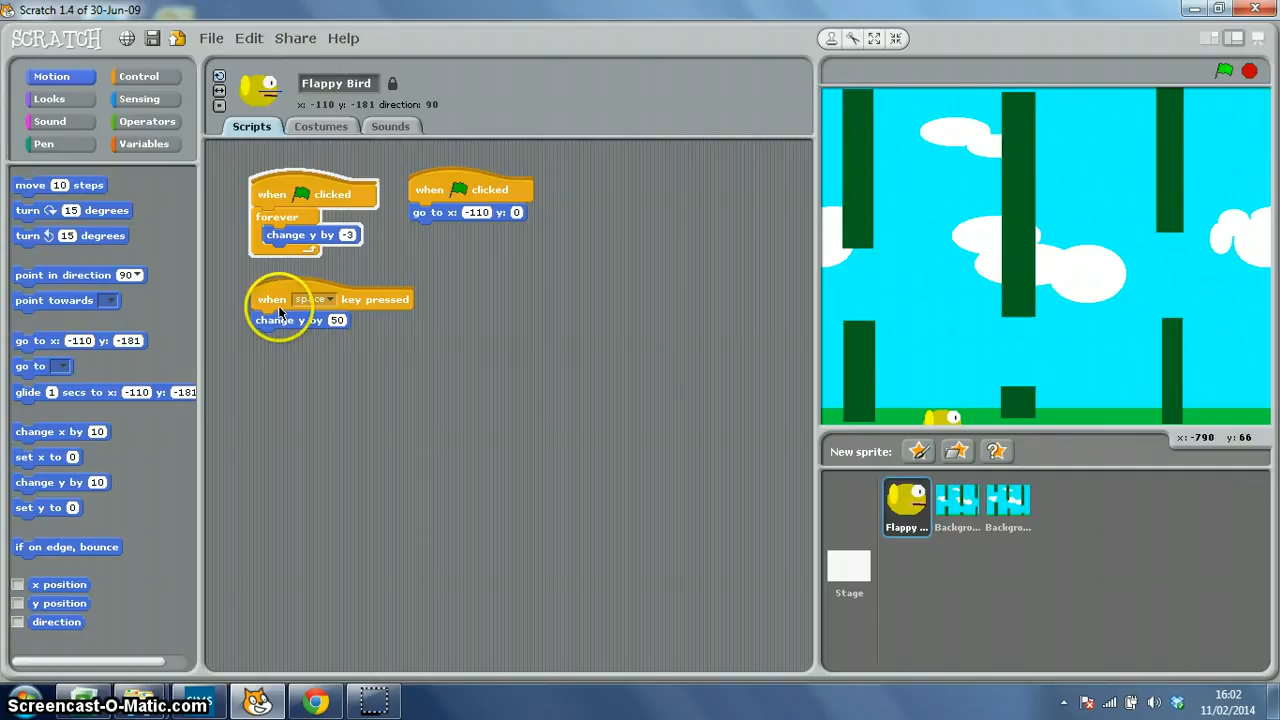 Scratch 1.4 of 30-Jun-09
SCRATCH File Edit Share Help
Motion Control
Looks Sensing
Sound Operators
Pen Variables
move 10 steps
turn 15 degrees
turn 15 degrees
point in direction 90
point towards
go to x: -110 y: -181
go to
glide 1 secs to x: -110 y: -181
change x by 10
set x to 0
change y by 10
set y to 0
if on edge, bounce
x position
y position
direction
Flappy Bird
x: -110 y: -181 direction: 90
Scripts Costumes Sounds
when clicked
forever
change y by -3
when clicked
go to x: -110 y: 0
when space key pressed
change y by 50
x: -790 y: 66
New sprite:
Flappy ... Backgro... Backgro...
Stage
SIMS
Screencast-O-Matic.com
16:02
11/02/2014